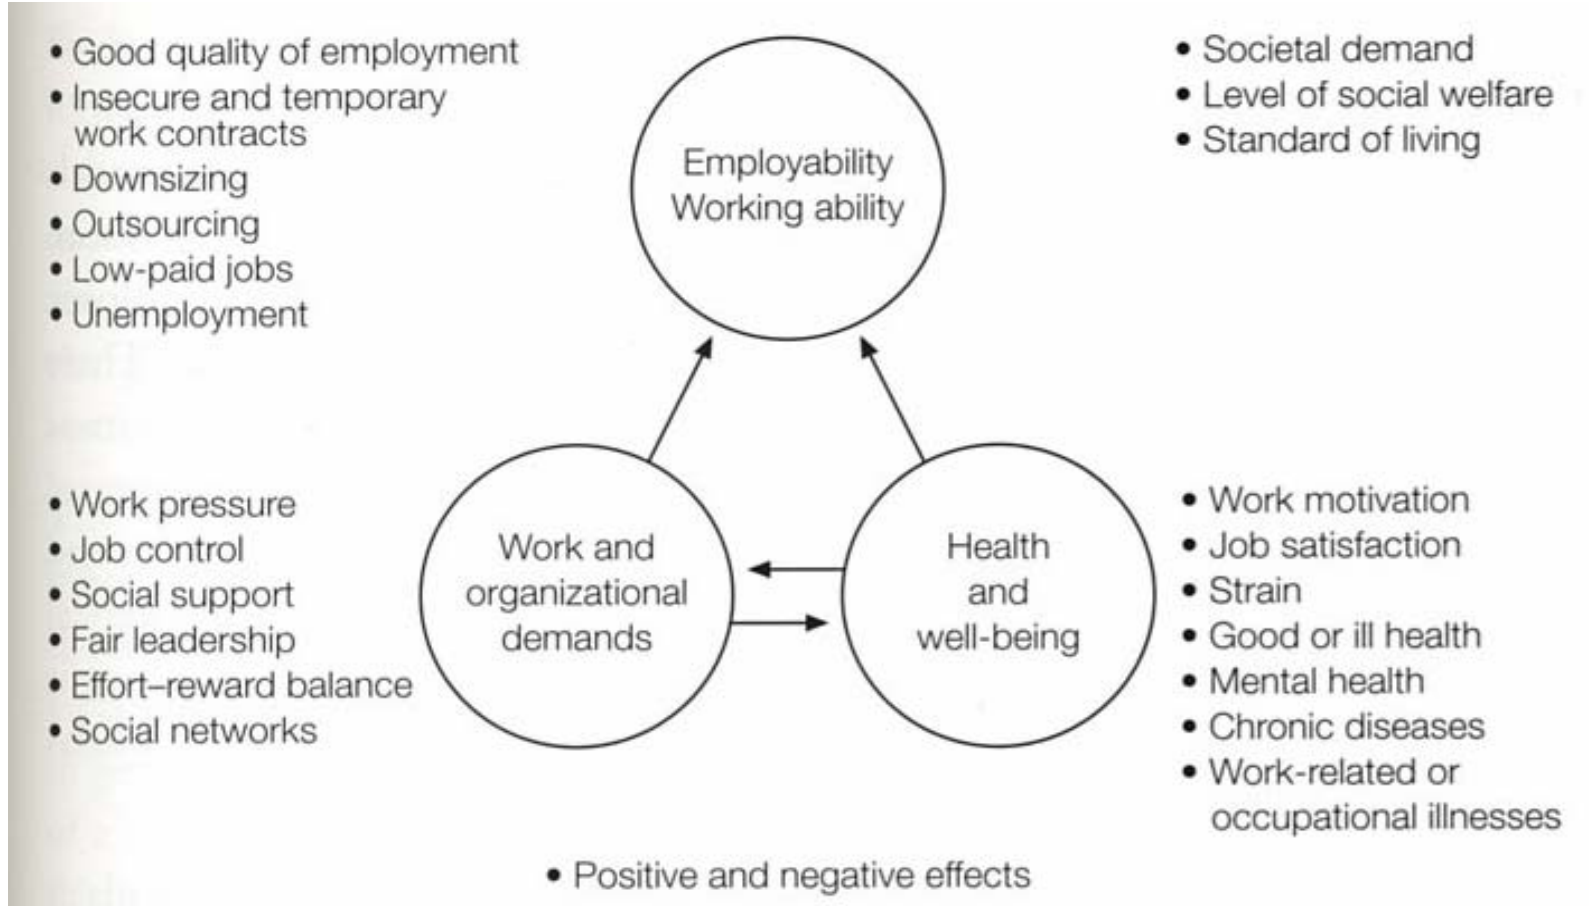 • Good quality of employment
• Insecure and temporary
work contracts
• Downsizing
• Outsourcing
• Low-paid jobs
• Unemployment
Employability
Working ability
• Societal demand
• Level of social welfare
• Standard of living
• Work pressure
• Job control
• Social support
• Fair leadership
• Effort–reward balance
• Social networks
Work and
organizational
demands
Health
and
well-being
• Work motivation
• Job satisfaction
• Strain
• Good or ill health
• Mental health
• Chronic diseases
• Work-related or
occupational illnesses
• Positive and negative effects